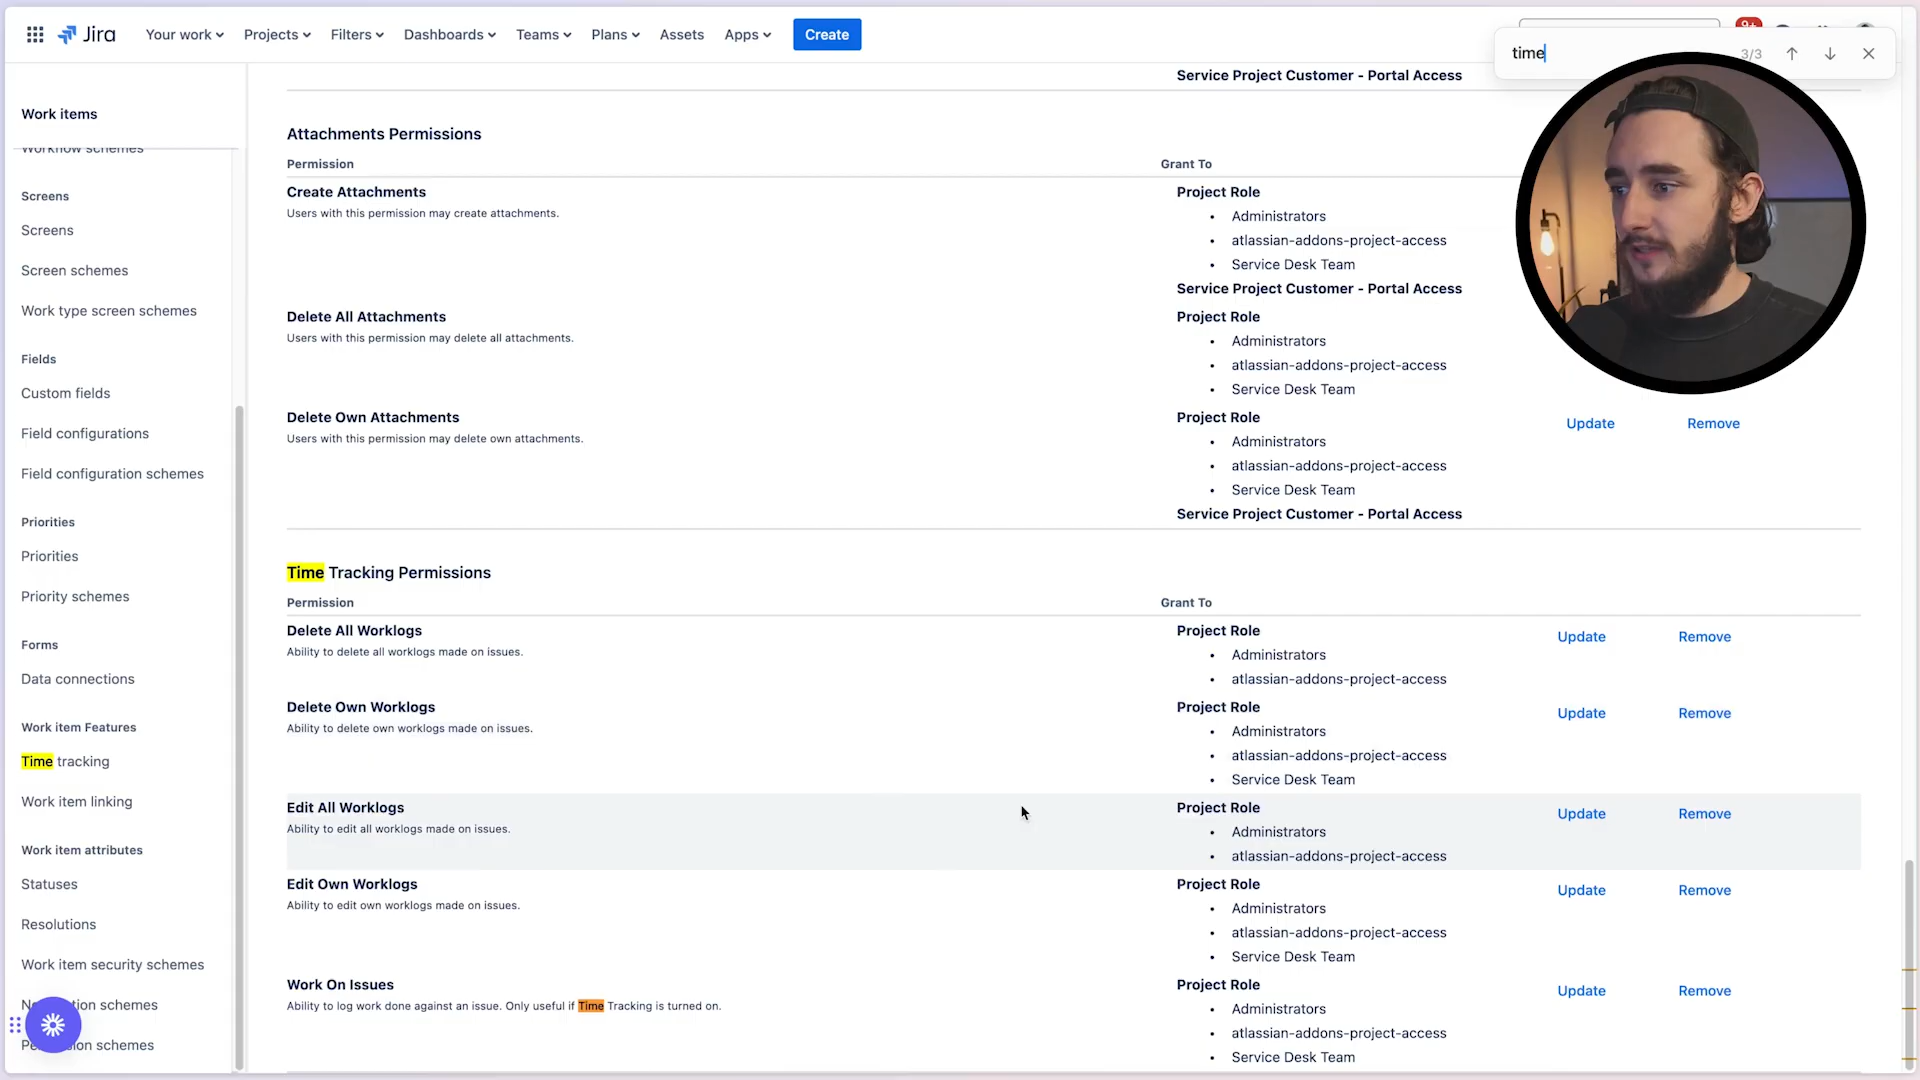 Jira
Your work
Projects
Filters
Dashboards
Teams
Plans
Assets
Apps
Create
time
3/3
Work items
Workflow schemes
Screens
Screens
Screen schemes
Work type screen schemes
Fields
Custom fields
Field configurations
Field configuration schemes
Priorities
Priorities
Priority schemes
Forms
Data connections
Work item Features
Time tracking
Work item linking
Work item attributes
Statuses
Resolutions
Work item security schemes
schemes
schemes
Service Project Customer - Portal Access
Attachments Permissions
Permission Grant To
Create Attachments Project Role
Users with this permission may create attachments.
• Administrators
• atlassian-addons-project-access
• Service Desk Team
Service Project Customer - Portal Access
Delete All Attachments Project Role
Users with this permission may delete all attachments.
• Administrators
• atlassian-addons-project-access
• Service Desk Team
Delete Own Attachments Project Role Update Remove
Users with this permission may delete own attachments.
• Administrators
• atlassian-addons-project-access
• Service Desk Team
Service Project Customer - Portal Access
Time Tracking Permissions
Permission Grant To
Delete All Worklogs Project Role Update Remove
Ability to delete all worklogs made on issues.
• Administrators
• atlassian-addons-project-access
Delete Own Worklogs Project Role Update Remove
Ability to delete own worklogs made on issues.
• Administrators
• atlassian-addons-project-access
• Service Desk Team
Edit All Worklogs Project Role Update Remove
Ability to edit all worklogs made on issues.
• Administrators
• atlassian-addons-project-access
Edit Own Worklogs Project Role Update Remove
Ability to edit own worklogs made on issues.
• Administrators
• atlassian-addons-project-access
• Service Desk Team
Work On Issues Project Role Update Remove
Ability to log work done against an issue. Only useful if Time Tracking is turned on.
• Administrators
• atlassian-addons-project-access
• Service Desk Team